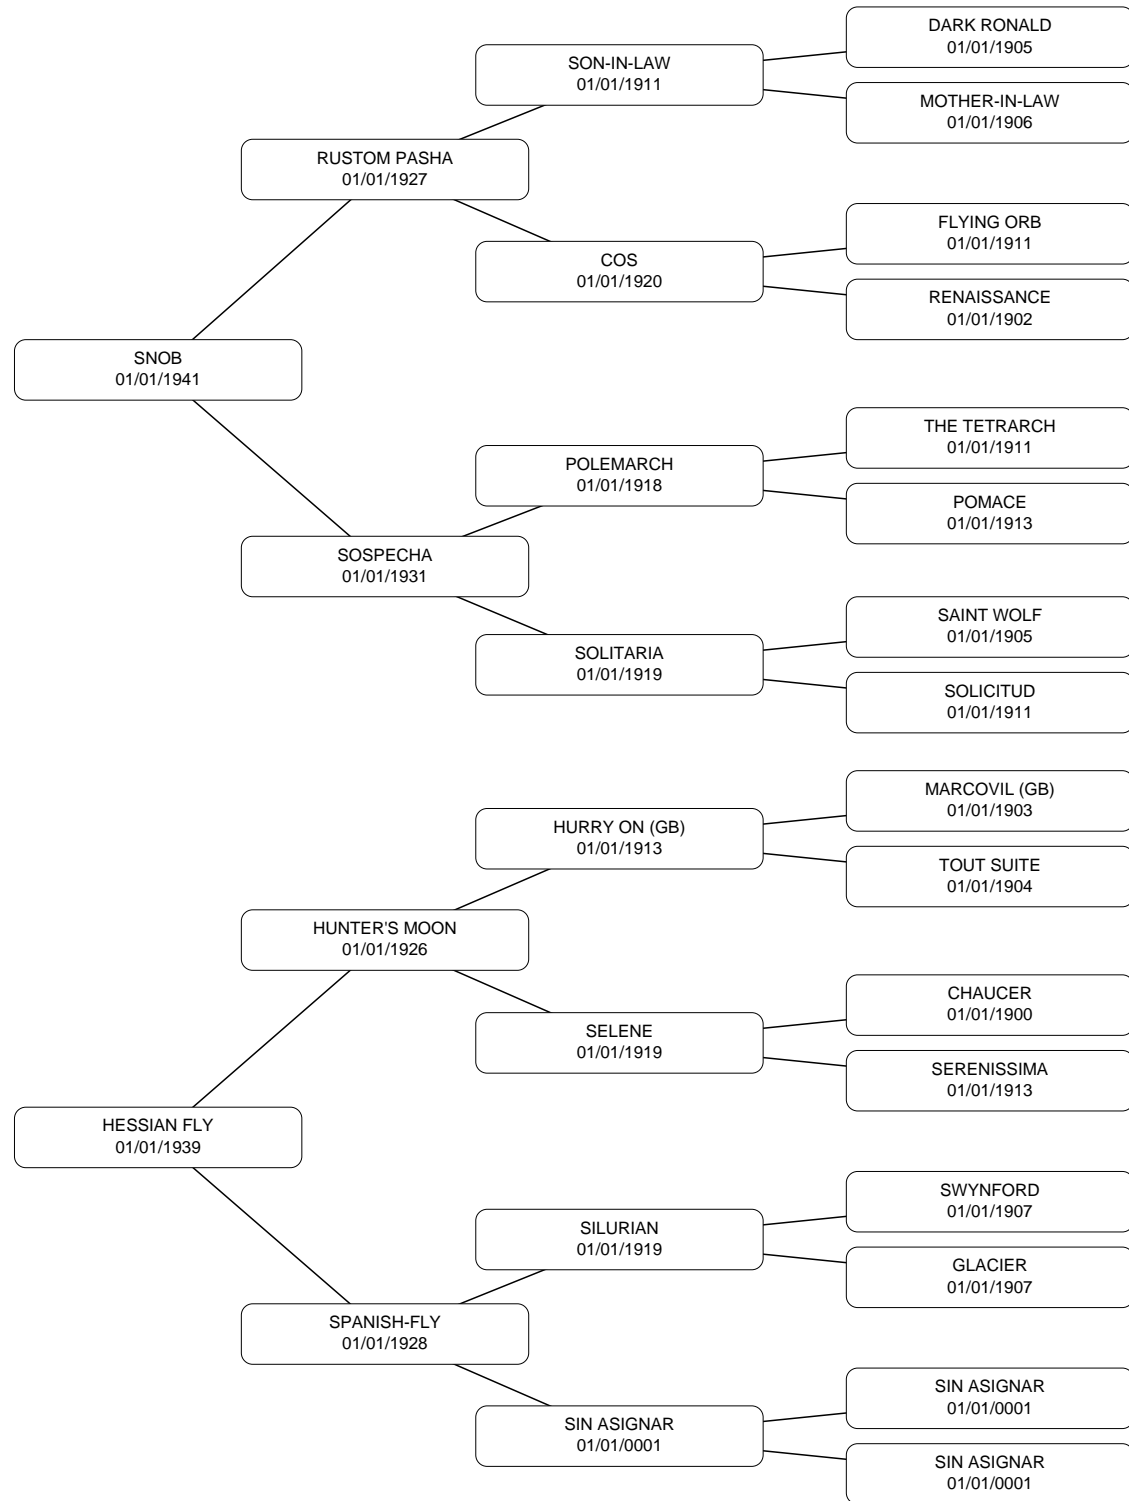 DARK RONALD
01/01/1905
SON-IN-LAW
01/01/1911
MOTHER-IN-LAW
01/01/1906
RUSTOM PASHA
01/01/1927
FLYING ORB
01/01/1911
COS
01/01/1920
RENAISSANCE
01/01/1902
SNOB
01/01/1941
THE TETRARCH
01/01/1911
POLEMARCH
01/01/1918
POMACE
01/01/1913
SOSPECHA
01/01/1931
SAINT WOLF
01/01/1905
SOLITARIA
01/01/1919
SOLICITUD
01/01/1911
MARCOVIL (GB)
01/01/1903
HURRY ON (GB)
01/01/1913
TOUT SUITE
01/01/1904
HUNTER'S MOON
01/01/1926
CHAUCER
01/01/1900
SELENE
01/01/1919
SERENISSIMA
01/01/1913
HESSIAN FLY
01/01/1939
SWYNFORD
01/01/1907
SILURIAN
01/01/1919
GLACIER
01/01/1907
SPANISH-FLY
01/01/1928
SIN ASIGNAR
01/01/0001
SIN ASIGNAR
01/01/0001
SIN ASIGNAR
01/01/0001